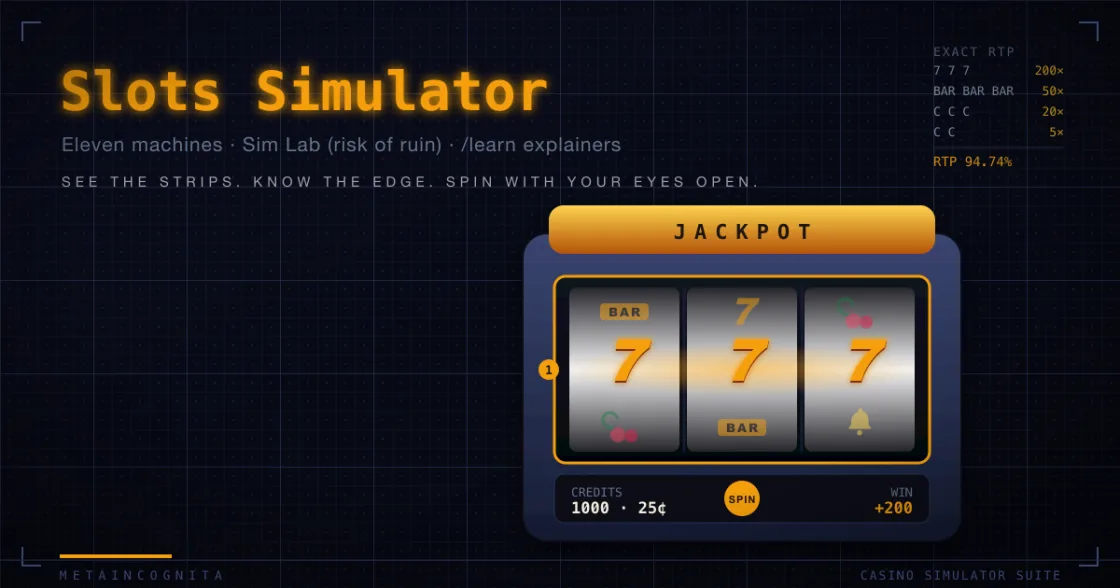 Slots Simulator
Eleven machines · Sim Lab (risk of ruin) · /learn explainers
SEE THE STRIPS. KNOW THE EDGE. SPIN WITH YOUR EYES OPEN.
EXACT RTP
7 7 7 200×
BAR BAR BAR 50×
C C C 20×
C C 5×
RTP 94.74%
JACKPOT
BAR 7
1 7 7 7
BAR
CREDITS SPIN WIN
1000 · 25¢ +200
METAINCOGNITA CASINO SIMULATOR SUITE